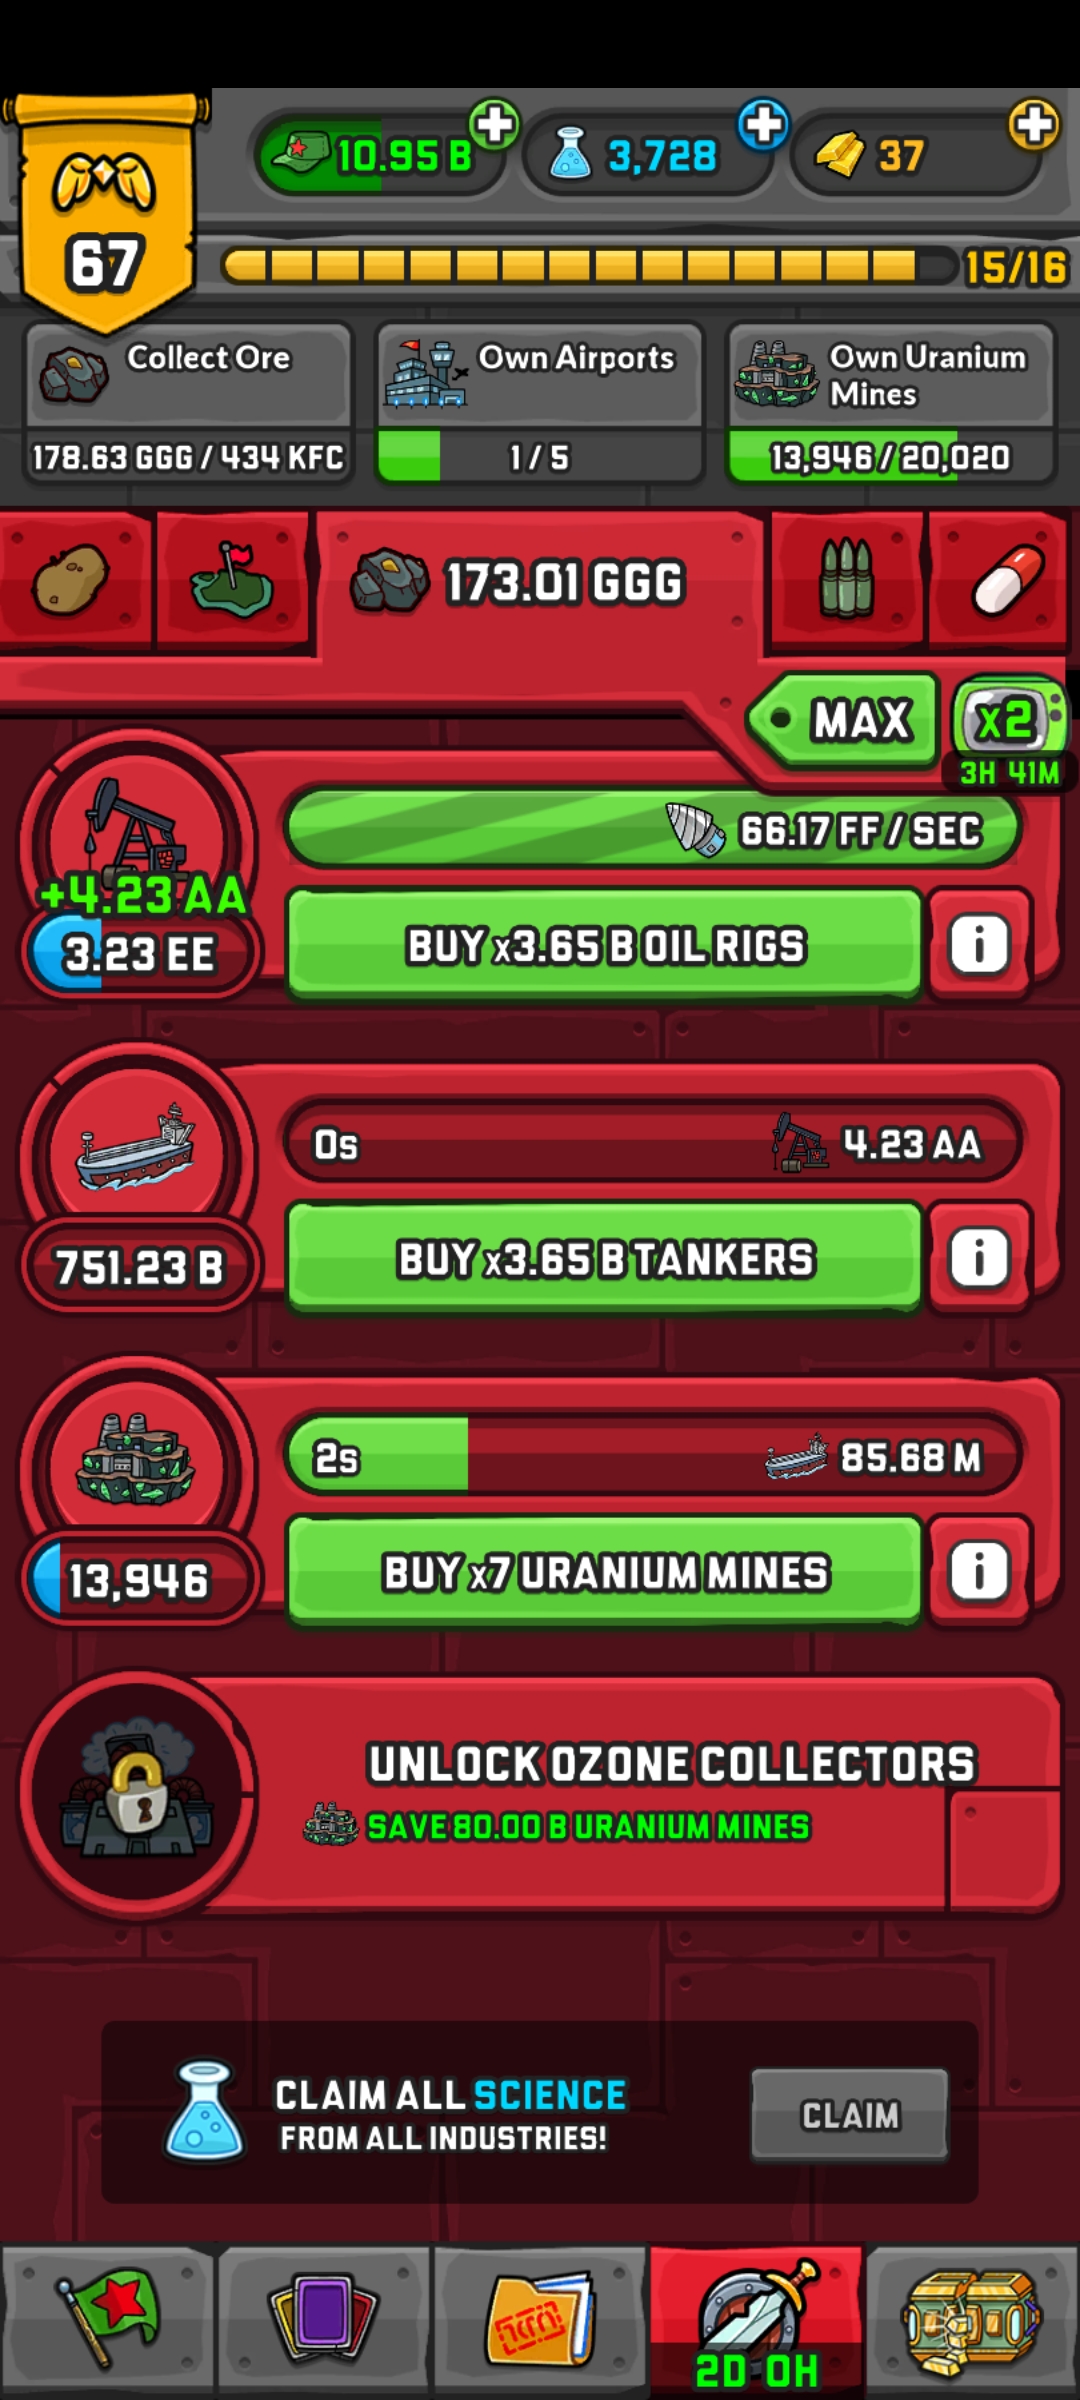 10.95 B
3,728
37
67
15/16
Collect Ore
178.63 GGG / 434 KFC
Own Airports
1 / 5
Own Uranium
Mines
13,946 / 20,020
173.01 GGG
MAX
x2
3H 41M
66.17 FF / SEC
+4.23 AA
3.23 EE
BUY x3.65 B OIL RIGS
i
0s
4.23 AA
751.23 B
BUY x3.65 B TANKERS
i
2s
85.68 M
13,946
BUY x7 URANIUM MINES
i
UNLOCK OZONE COLLECTORS
SAVE 80.00 B URANIUM MINES
CLAIM ALL SCIENCE
FROM ALL INDUSTRIES!
CLAIM
2D 0H